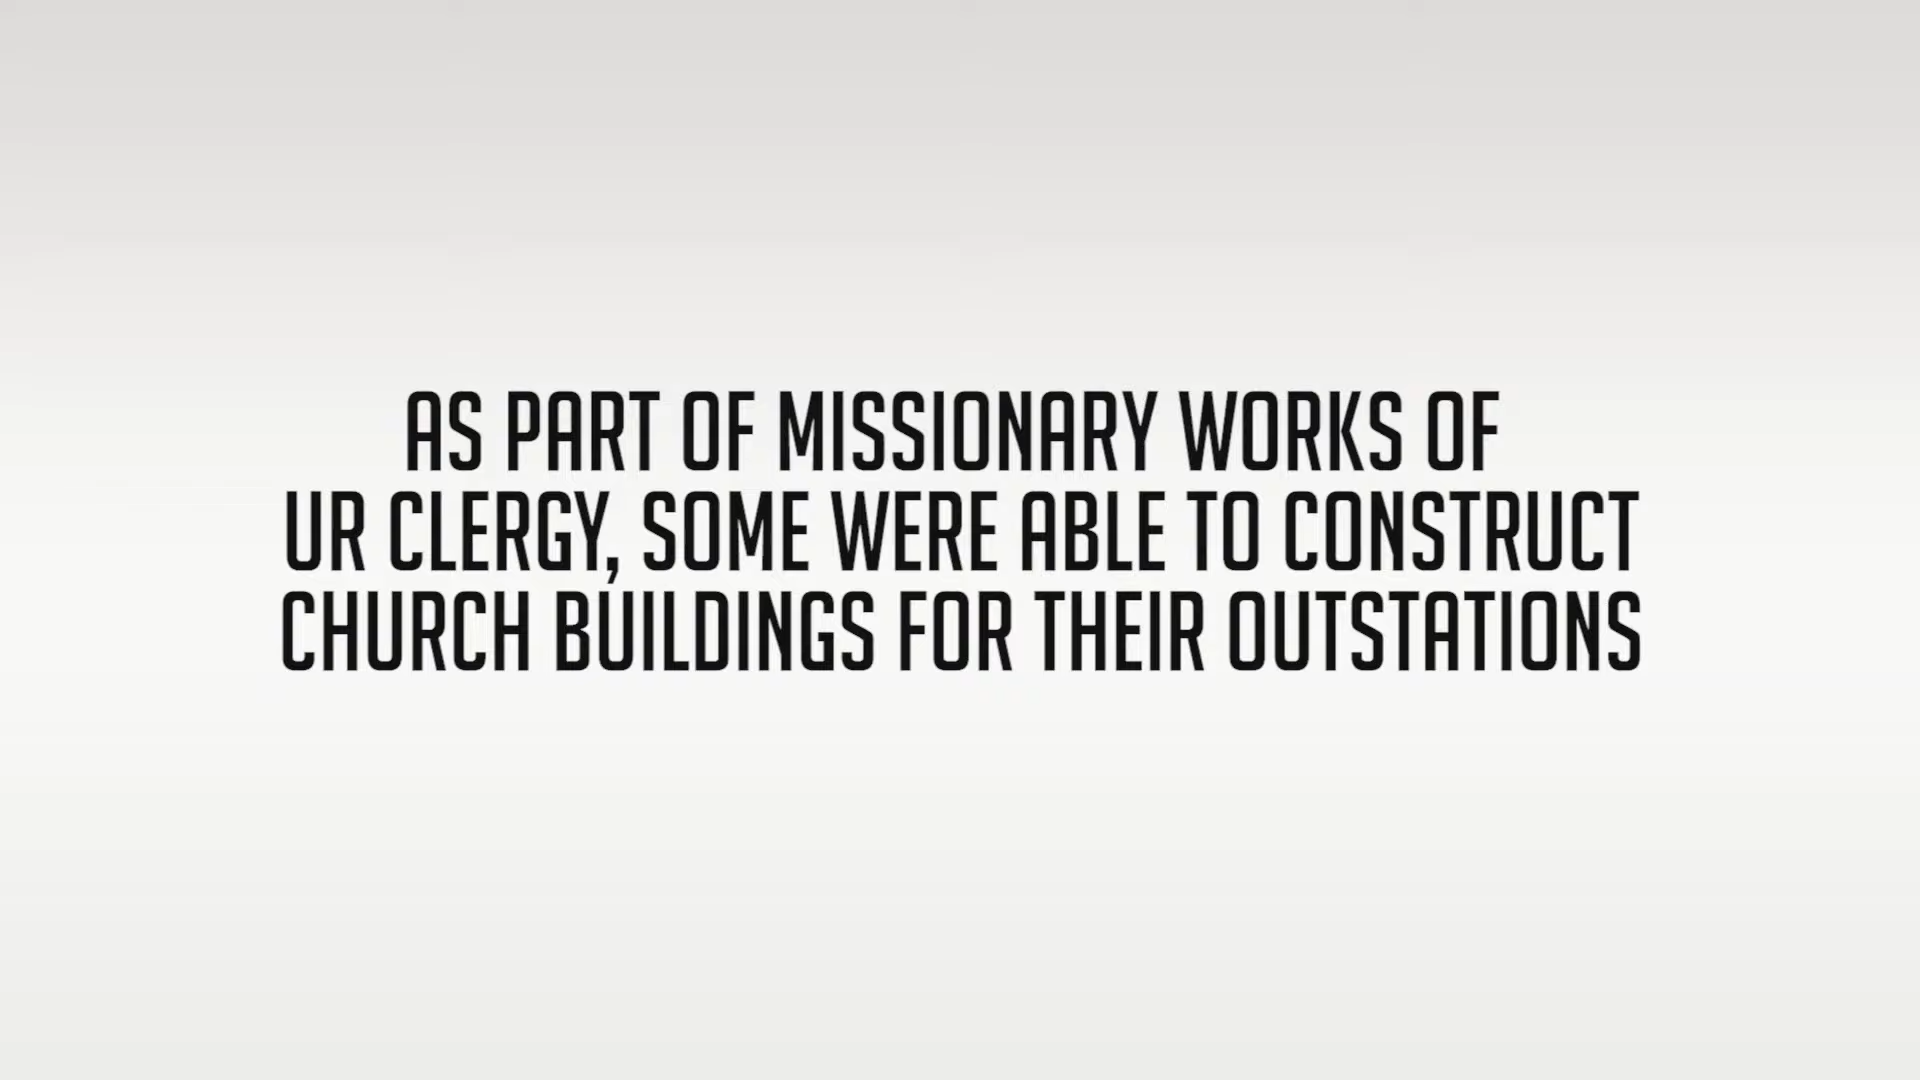 AS PART OF MISSIONARY WORKS OF
UR CLERGY, SOME WERE ABLE TO CONSTRUCT
CHURCH BUILDINGS FOR THEIR OUTSTATIONS